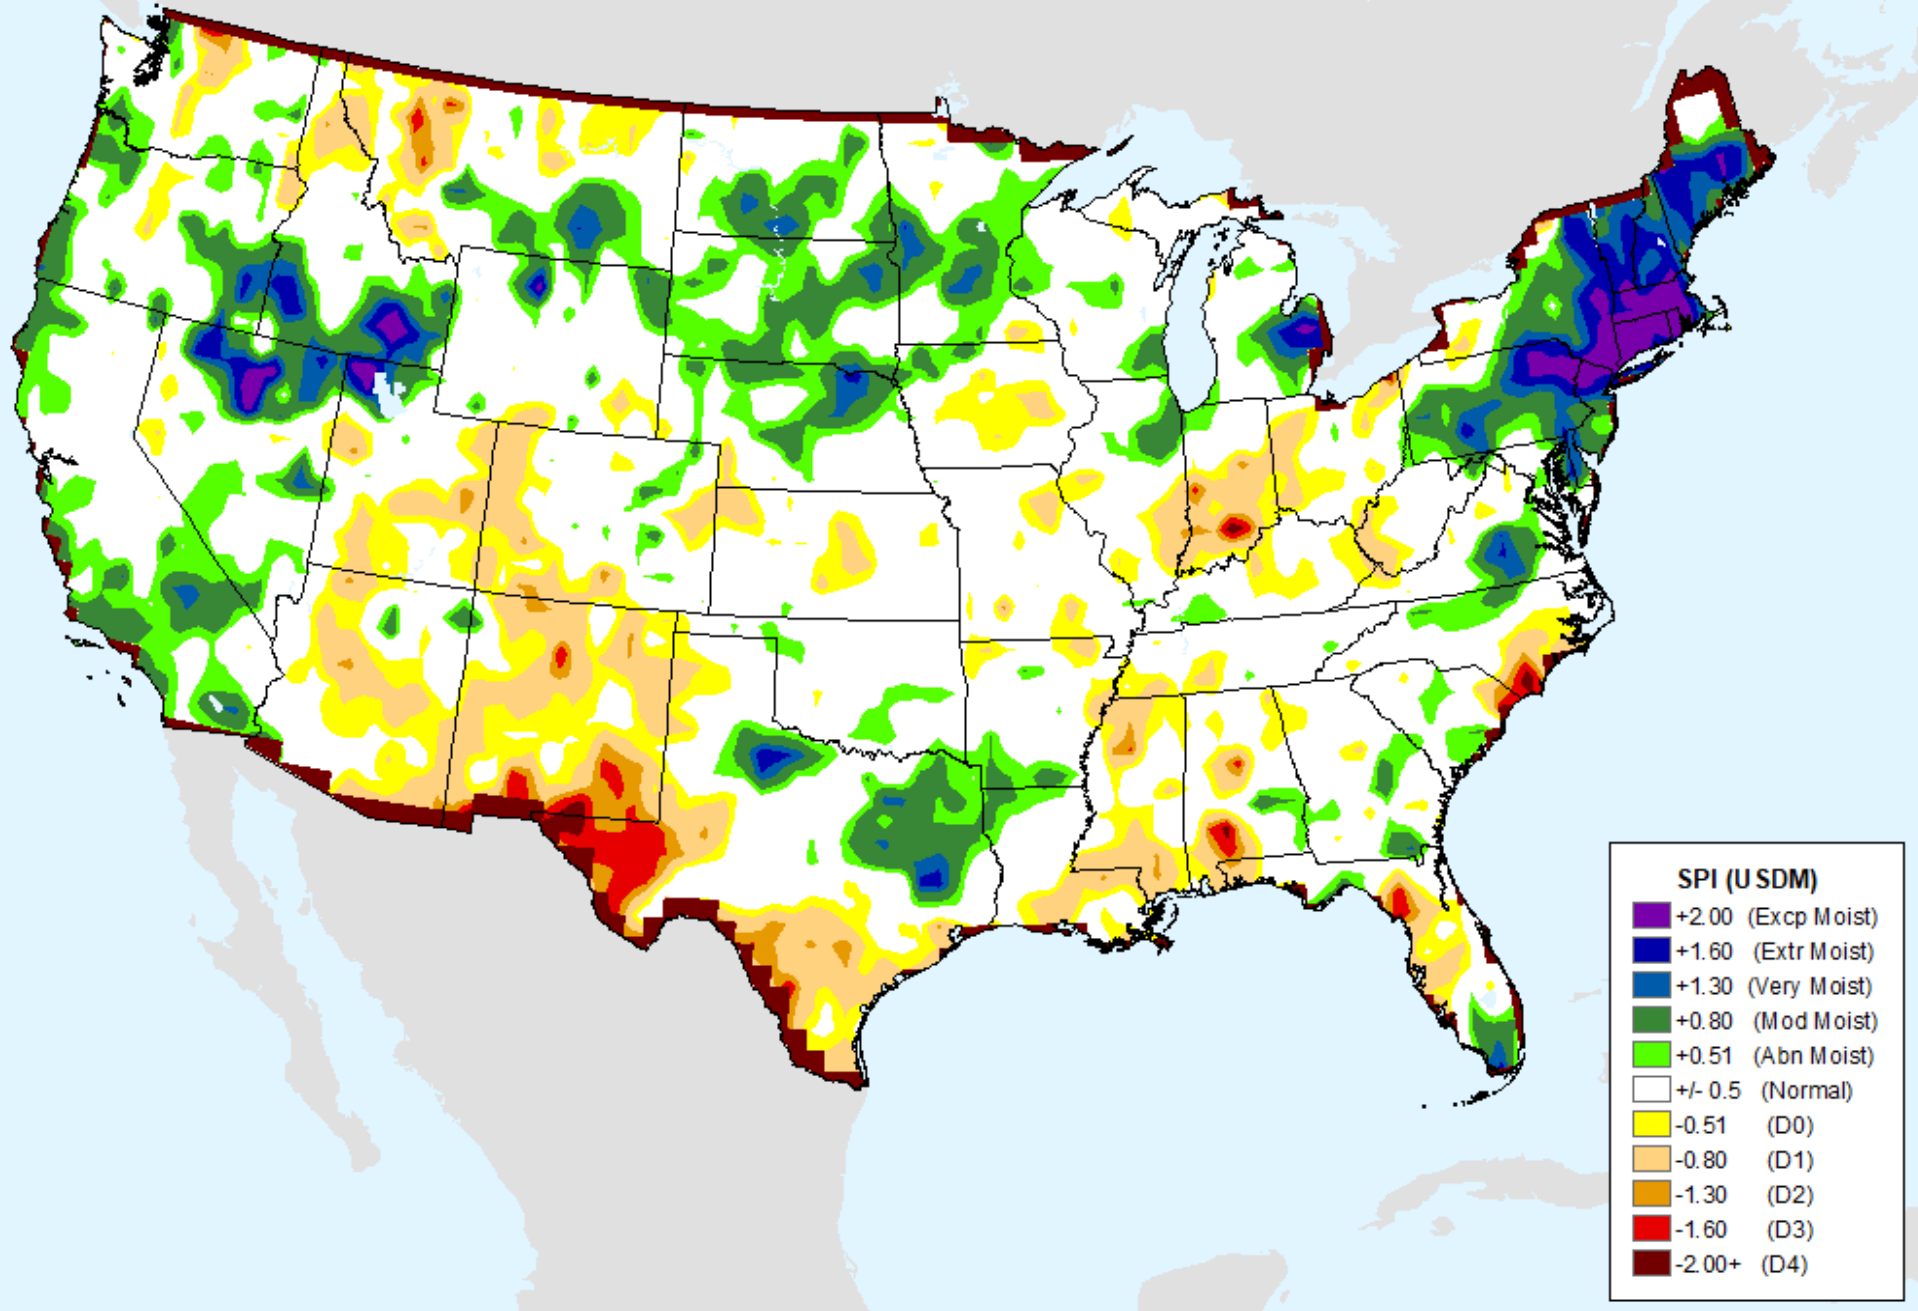 SPI (USDM)
+2.00 (Excp Moist)
+1.60 (Extr Moist)
+1.30 (Very Moist)
+0.80 (Mod Moist)
+0.51 (Abn Moist)
+/- 0.5 (Normal)
-0.51 (D0)
-0.80 (D1)
-1.30 (D2)
-1.60 (D3)
-2.00+ (D4)